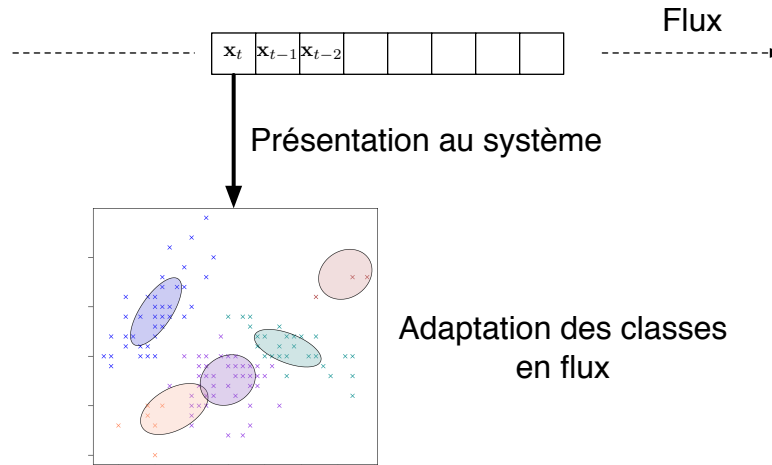 Flux
x_t x_{t-1} x_{t-2}
Présentation au système
Adaptation des classes
en flux